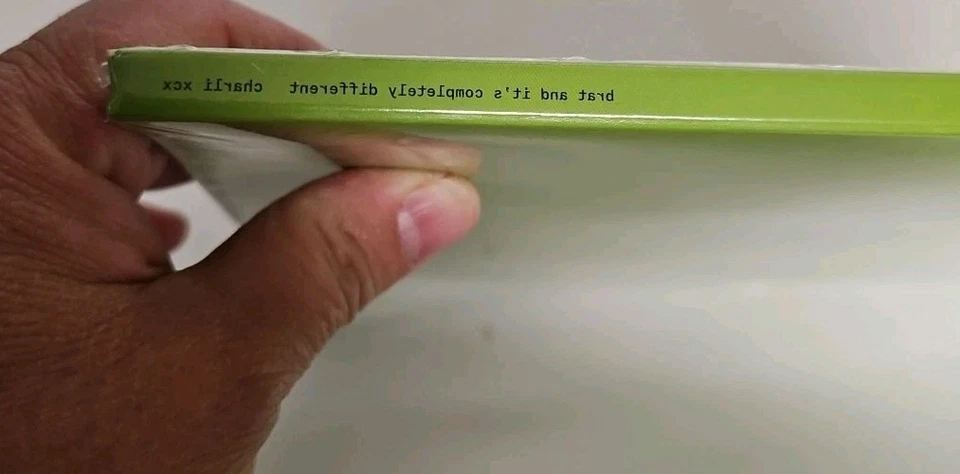 brat and it's completely different charli xcx